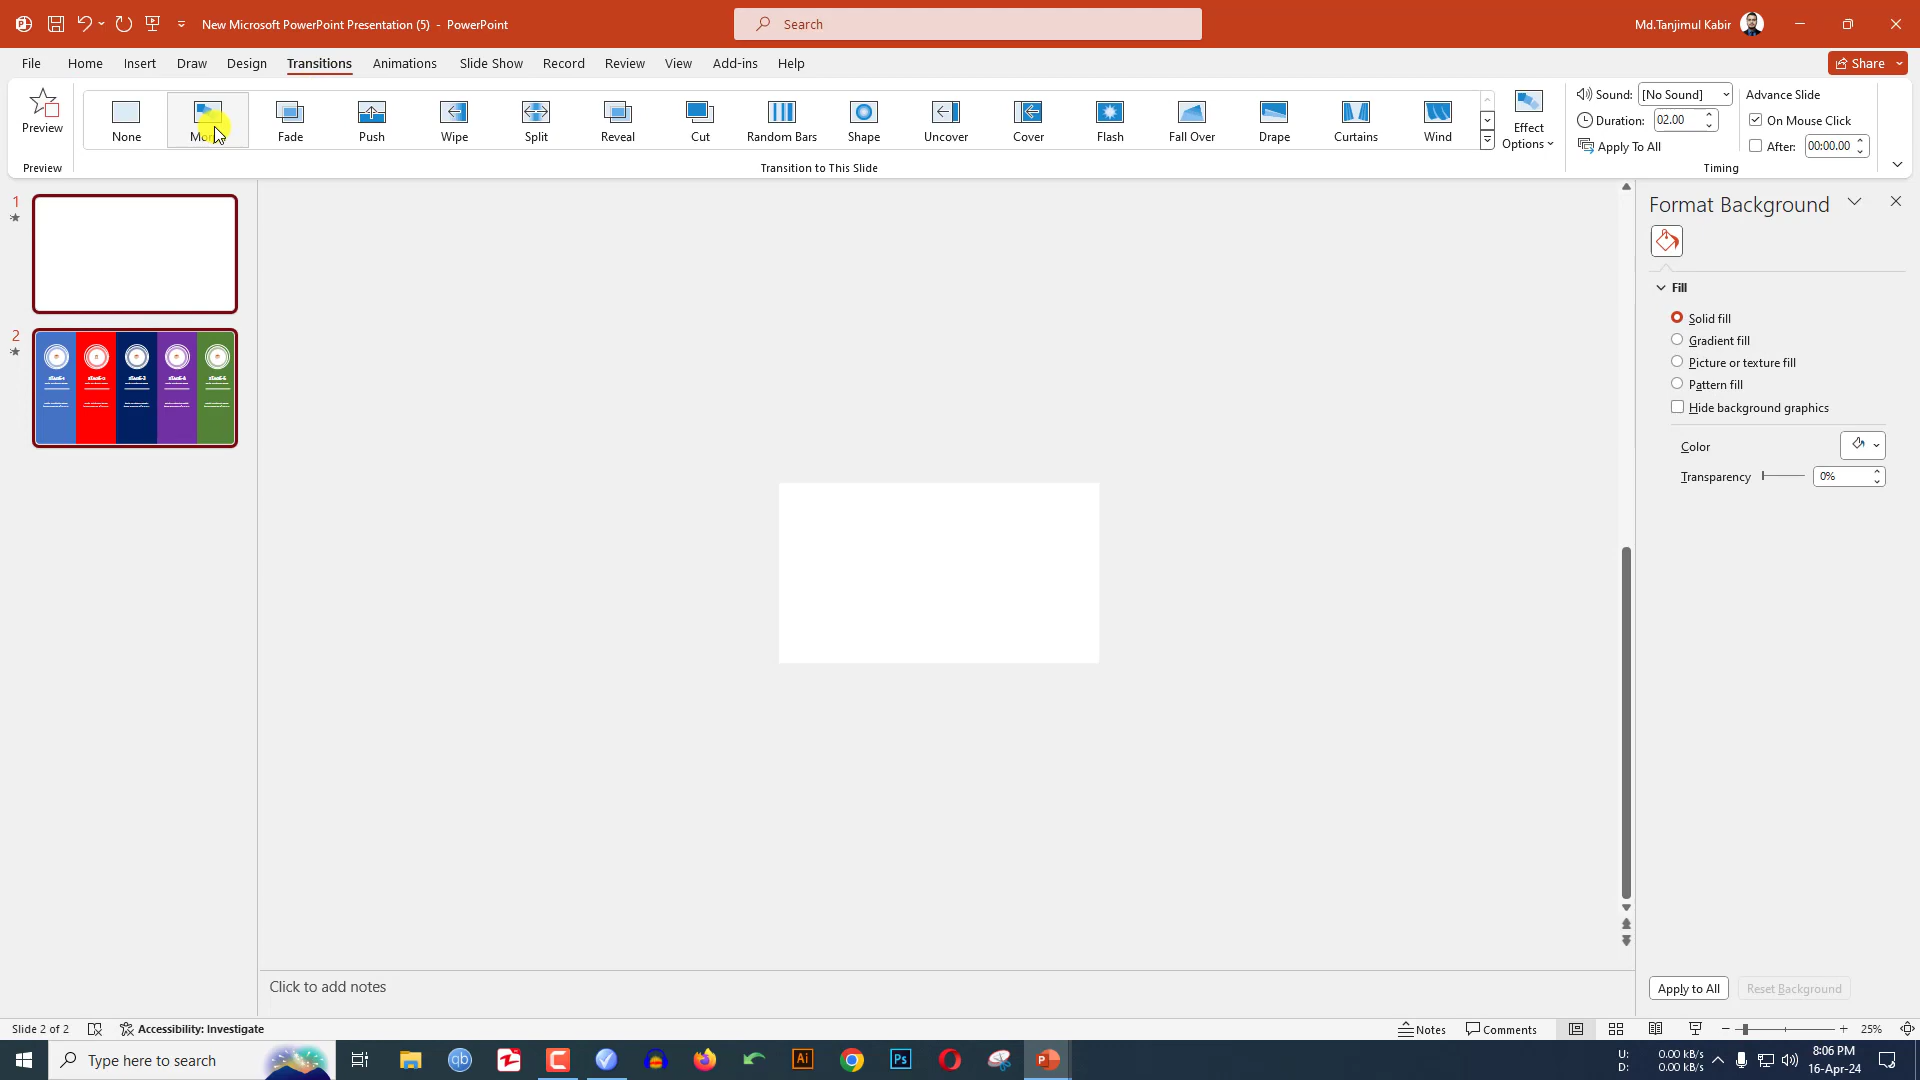 New Microsoft PowerPoint Presentation (5) - PowerPoint
Search
Md.Tanjimul Kabir
File Home Insert Draw Design Transitions Animations Slide Show Record Review View Add-ins Help
Share
Preview
None
Fade
Push
Wipe
Split
Reveal
Cut
Random Bars
Shape
Uncover
Cover
Flash
Fall Over
Drape
Curtains
Wind
Effect
Options
Sound: [No Sound]
Duration: 02.00
Apply To All
Advance Slide
On Mouse Click
After: 00:00.00
Preview
Transition to This Slide
Timing
1
2
Format Background
Fill
Solid fill
Gradient fill
Picture or texture fill
Pattern fill
Hide background graphics
Color
Transparency 0%
Click to add notes
Apply to All
Reset Background
Slide 2 of 2
Accessibility: Investigate
Notes
Comments
25%
Type here to search
qb
Ai
Ps
U: 0.00 kB/s
D: 0.00 kB/s
8:06 PM
16-Apr-24